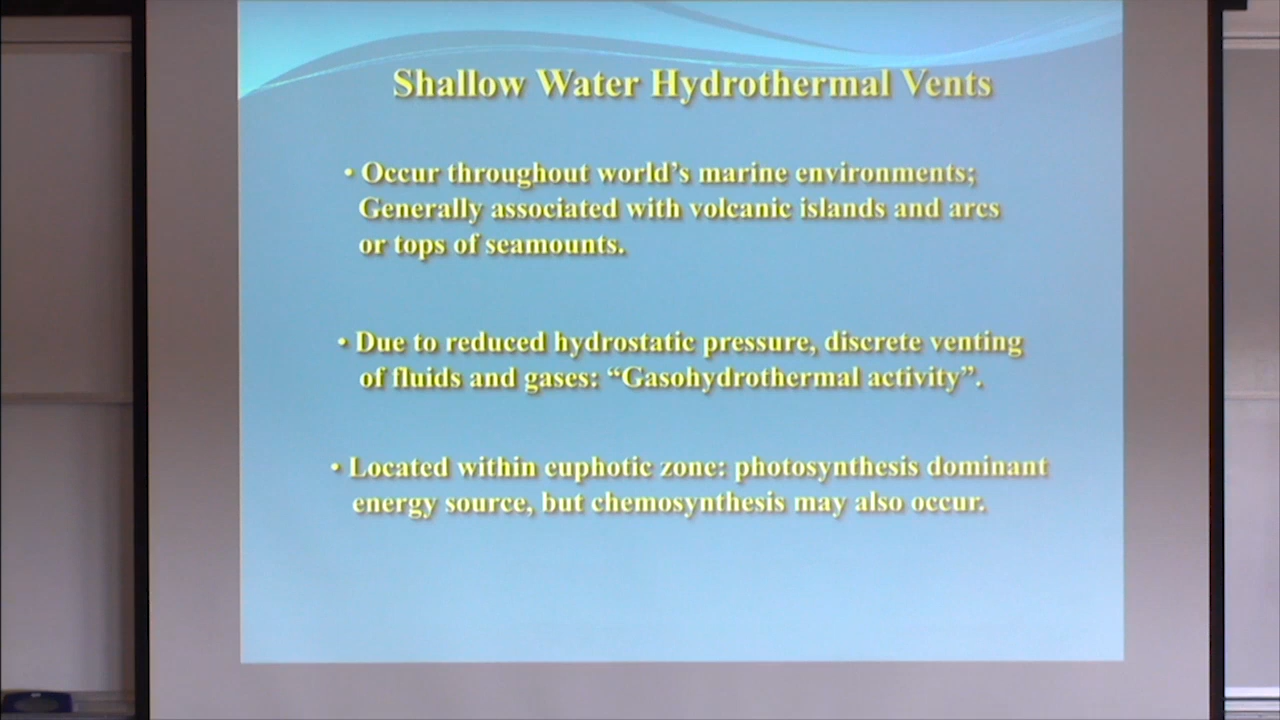 Shallow Water Hydrothermal Vents
• Occur throughout world’s marine environments;
Generally associated with volcanic islands and arcs
or tops of seamounts.
• Due to reduced hydrostatic pressure, discrete venting
of fluids and gases: “Gasohydrothermal activity”.
• Located within euphotic zone: photosynthesis dominant
energy source, but chemosynthesis may also occur.